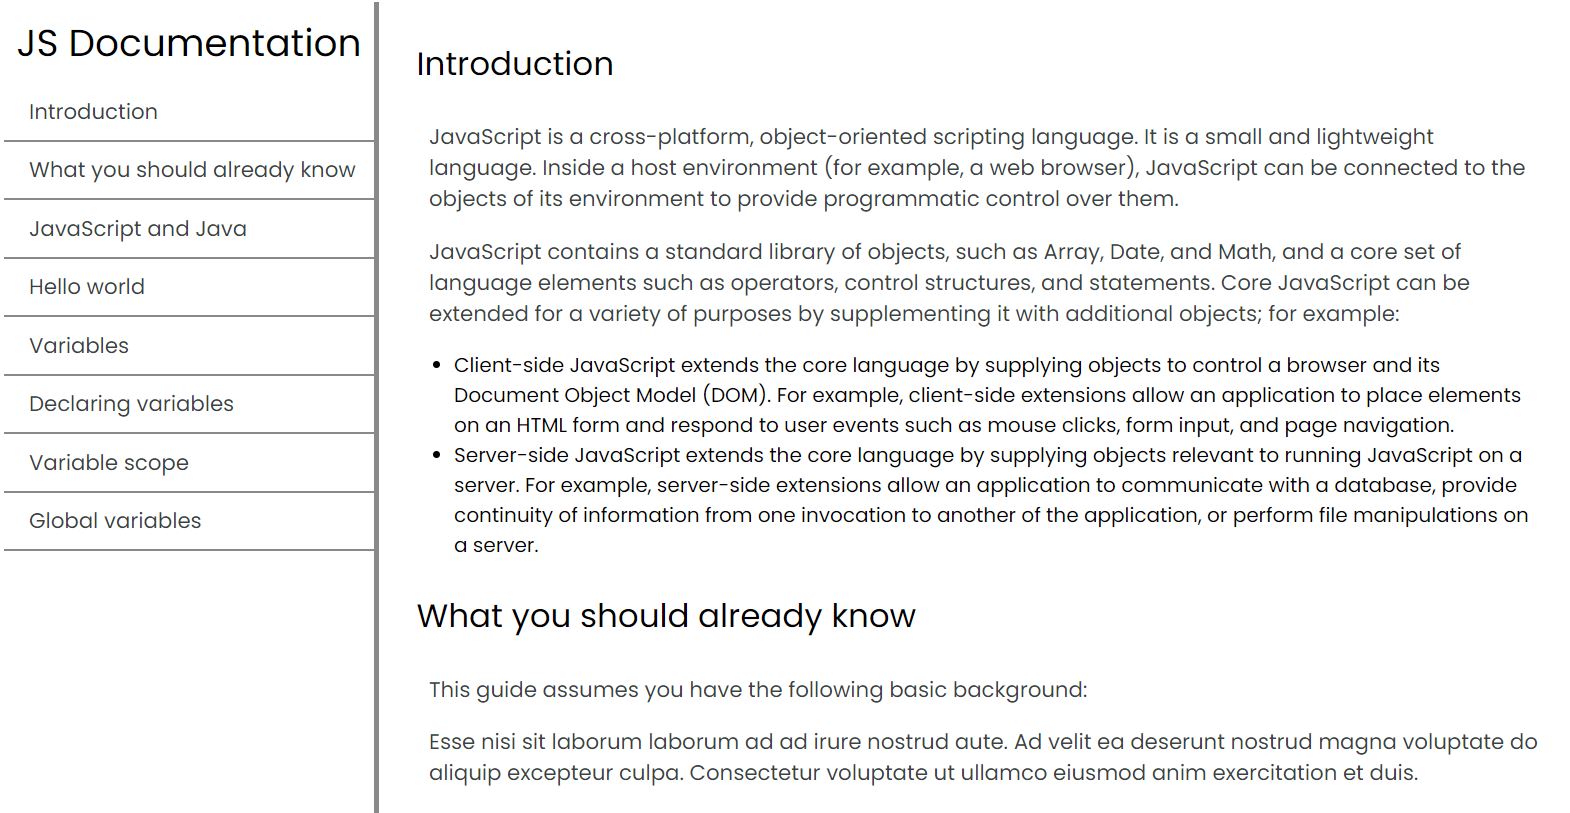 JS Documentation
Introduction
What you should already know
JavaScript and Java
Hello world
Variables
Declaring variables
Variable scope
Global variables
Introduction
JavaScript is a cross-platform, object-oriented scripting language. It is a small and lightweight
language. Inside a host environment (for example, a web browser), JavaScript can be connected to the
objects of its environment to provide programmatic control over them.
JavaScript contains a standard library of objects, such as Array, Date, and Math, and a core set of
language elements such as operators, control structures, and statements. Core JavaScript can be
extended for a variety of purposes by supplementing it with additional objects; for example:
• Client-side JavaScript extends the core language by supplying objects to control a browser and its
Document Object Model (DOM). For example, client-side extensions allow an application to place elements
on an HTML form and respond to user events such as mouse clicks, form input, and page navigation.
• Server-side JavaScript extends the core language by supplying objects relevant to running JavaScript on a
server. For example, server-side extensions allow an application to communicate with a database, provide
continuity of information from one invocation to another of the application, or perform file manipulations on
a server.
What you should already know
This guide assumes you have the following basic background:
Esse nisi sit laborum laborum ad ad irure nostrud aute. Ad velit ea deserunt nostrud magna voluptate do
aliquip excepteur culpa. Consectetur voluptate ut ullamco eiusmod anim exercitation et duis.